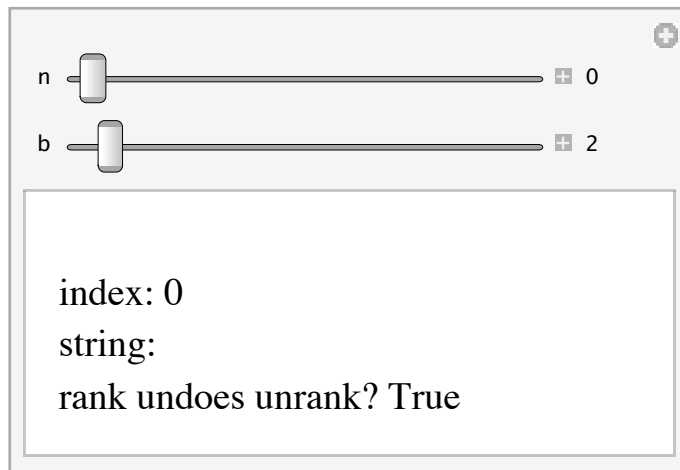 n 0
b 2
index: 0
string:
rank undoes unrank? True